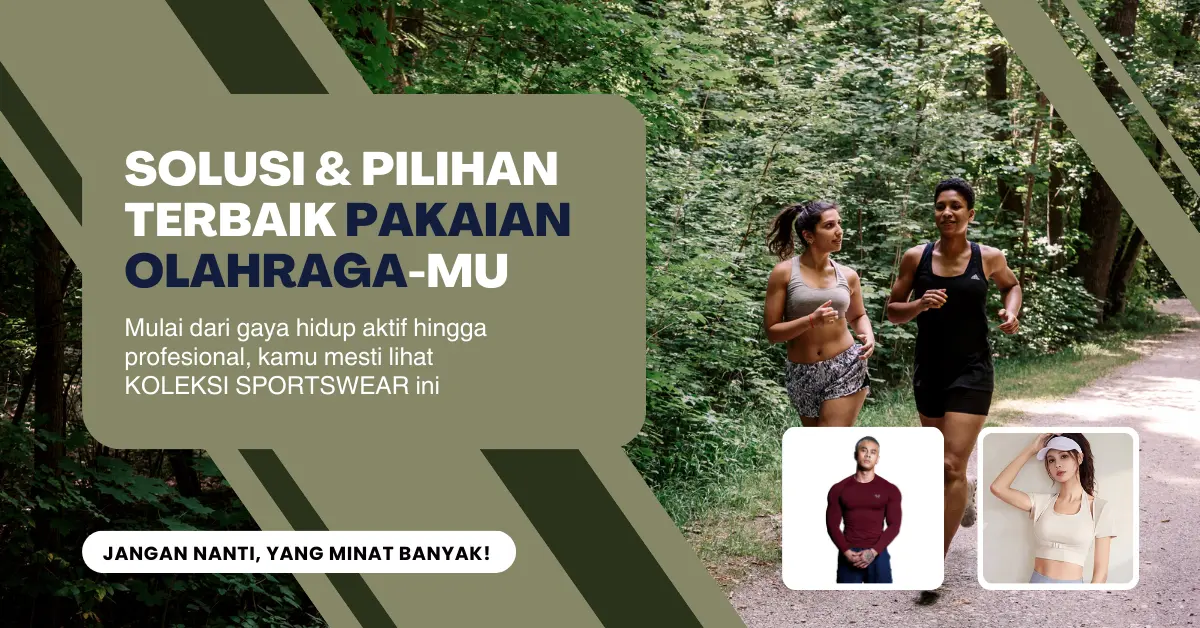 SOLUSI & PILIHAN
TERBAIK PAKAIAN
OLAHRAGA-MU
Mulai dari gaya hidup aktif hingga
profesional, kamu mesti lihat
KOLEKSI SPORTSWEAR ini
JANGAN NANTI, YANG MINAT BANYAK!